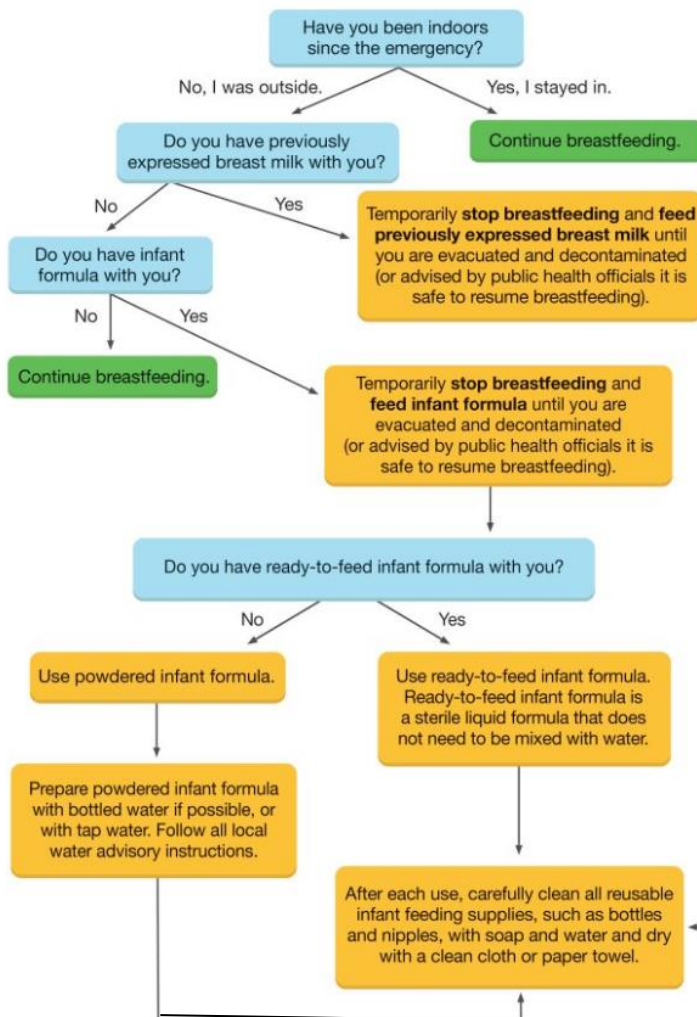 Have you been indoors
since the emergency?
No, I was outside.
Yes, I stayed in.
Do you have previously
expressed breast milk with you?
Continue breastfeeding.
No
Yes
Temporarily stop breastfeeding and feed
previously expressed breast milk until
you are evacuated and decontaminated
(or advised by public health officials it is
safe to resume breastfeeding).
Do you have infant
formula with you?
No
Yes
Continue breastfeeding.
Temporarily stop breastfeeding and
feed infant formula until you are
evacuated and decontaminated
(or advised by public health officials it is
safe to resume breastfeeding).
Do you have ready-to-feed infant formula with you?
No
Yes
Use powdered infant formula.
Use ready-to-feed infant formula.
Ready-to-feed infant formula is
a sterile liquid formula that does
not need to be mixed with water.
Prepare powdered infant formula
with bottled water if possible, or
with tap water. Follow all local
water advisory instructions.
After each use, carefully clean all reusable
infant feeding supplies, such as bottles
and nipples, with soap and water and dry
with a clean cloth or paper towel.